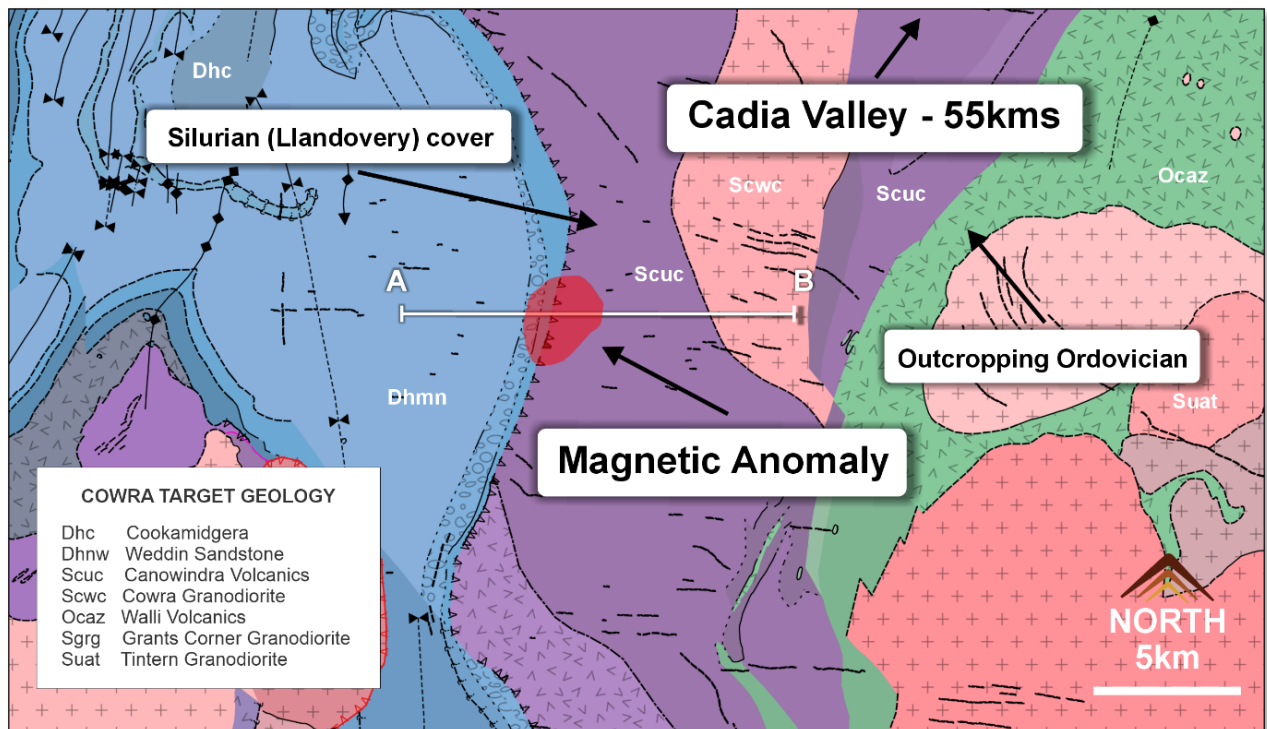 Dhc
Silurian (Llandovery) cover
Cadia Valley - 55kms
Scwc
Scuc
Ocaz
A
Scuc
B
Outcropping Ordovician
Dhmn
Suat
Magnetic Anomaly
COWRA TARGET GEOLOGY
Dhc Cookamidgera
Dhnw Weddin Sandstone
Scuc Canowindra Volcanics
Scwc Cowra Granodiorite
Ocaz Walli Volcanics
Sgrg Grants Corner Granodiorite
Suat Tintern Granodiorite
NORTH
5km